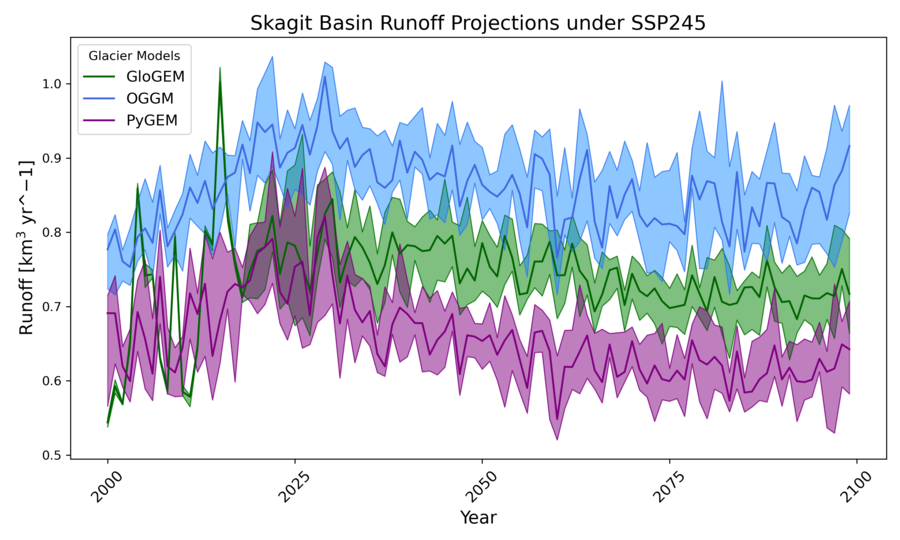 Skagit Basin Runoff Projections under SSP245
Glacier Models
GloGEM
OGGM
PyGEM
1.0
0.9
0.8
0.7
0.6
0.5
Runoff [km³ yr^−1]
2000
2025
2050
2075
2100
Year